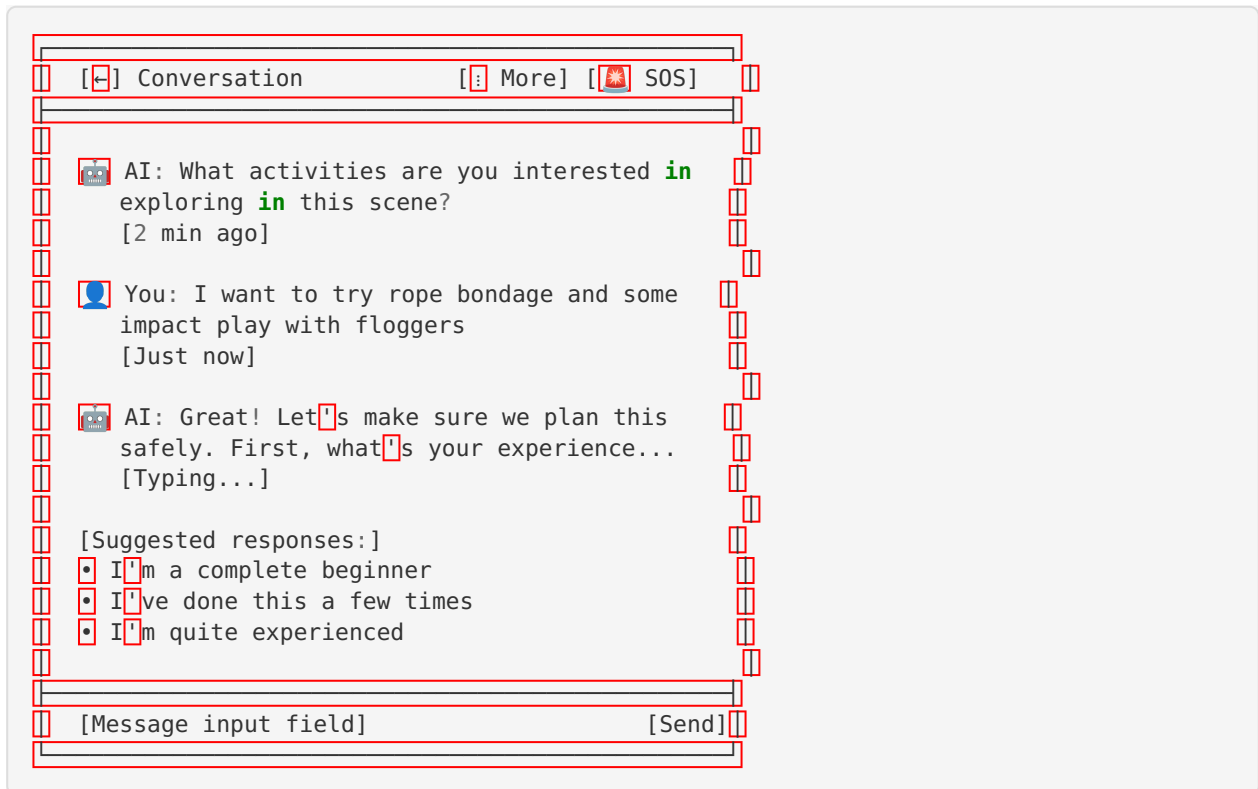 [←] Conversation [⋮ More] [🚨 SOS]
🤖 AI: What activities are you interested in
exploring in this scene?
[2 min ago]
👤 You: I want to try rope bondage and some
impact play with floggers
[Just now]
🤖 AI: Great! Let's make sure we plan this
safely. First, what's your experience...
[Typing...]
[Suggested responses:]
• I'm a complete beginner
• I've done this a few times
• I'm quite experienced
[Message input field] [Send]